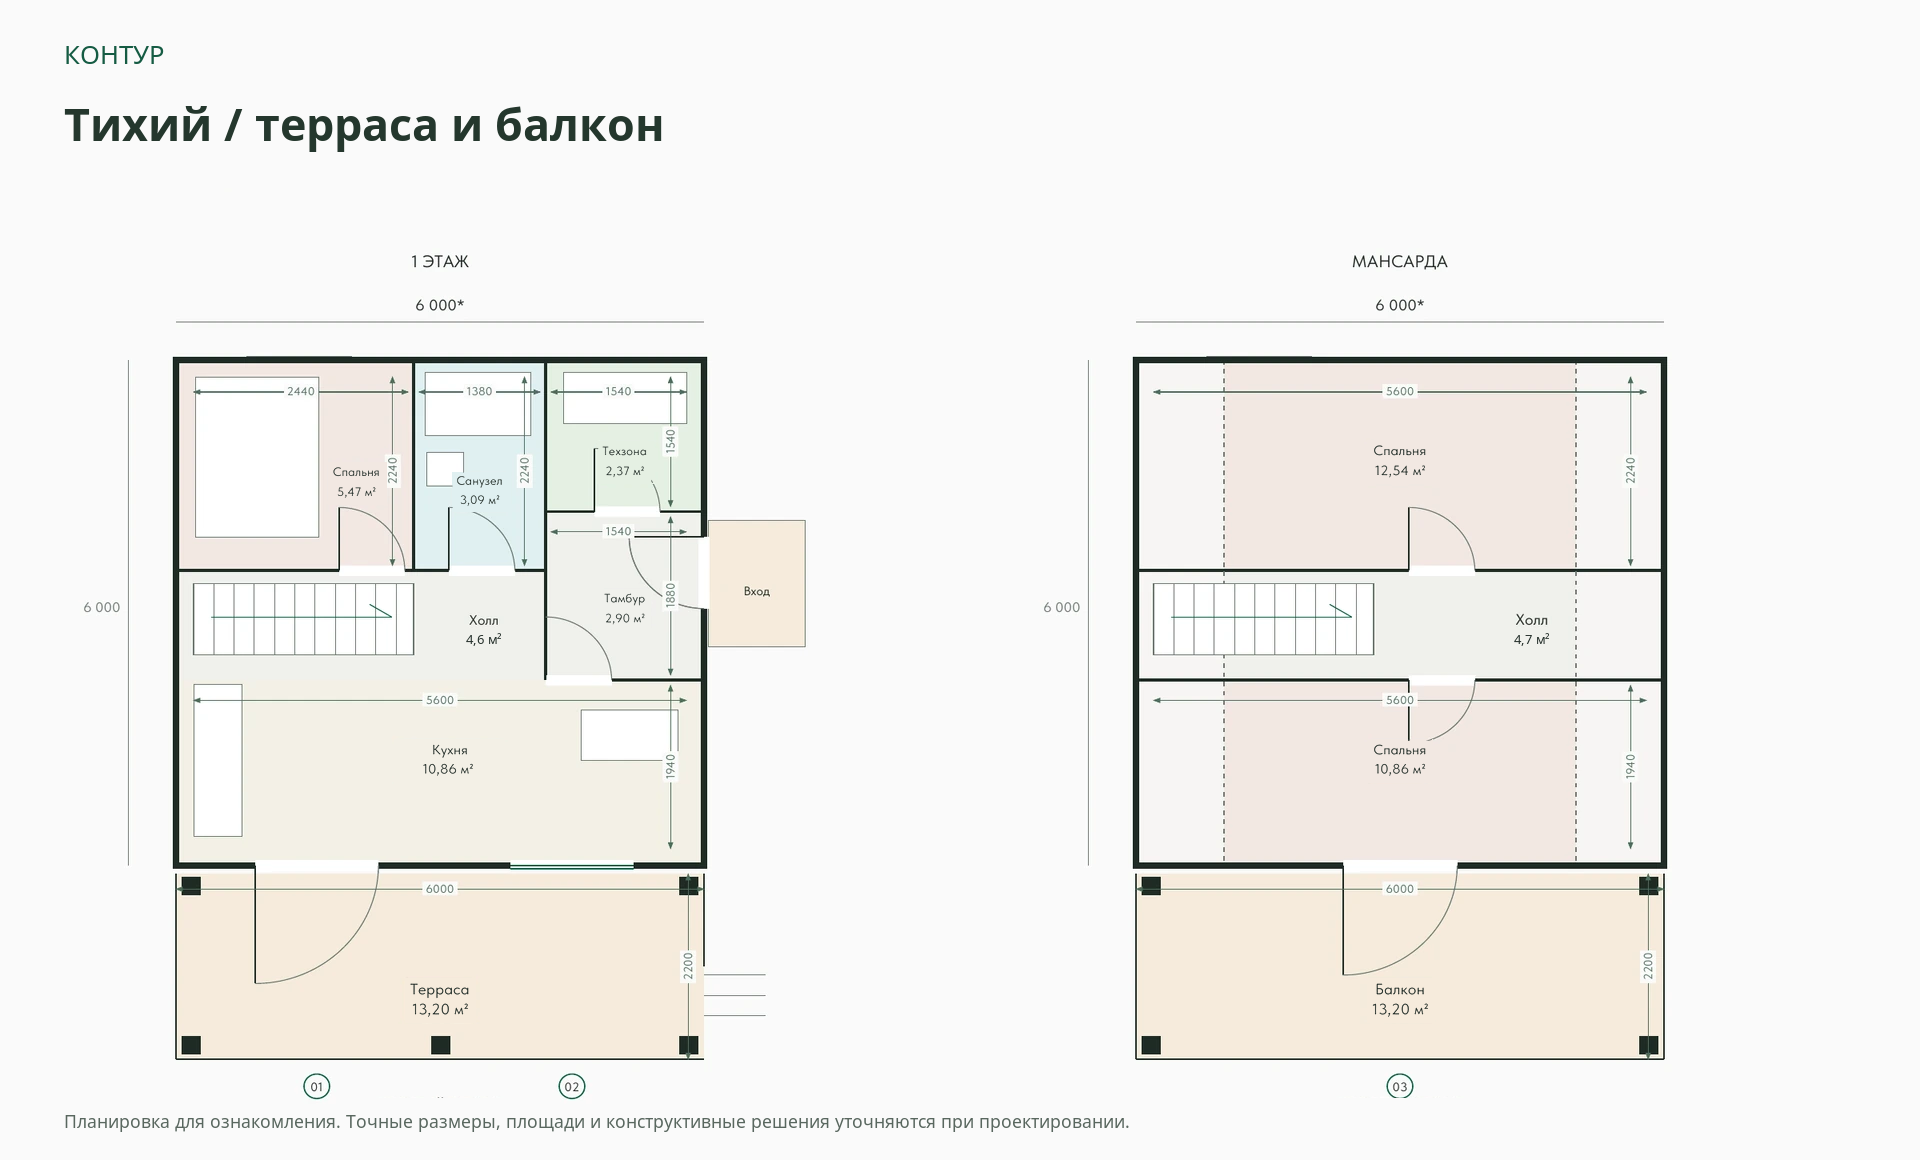 КОНТУР
Тихий / терраса и балкон
1 ЭТАЖ
6 000*
6 000
2440
2240
Спальня
5,47 м²
1380
2240
Санузел
3,09 м²
1540
1540
Техзона
2,37 м²
1540
1880
Тамбур
2,90 м²
Вход
Холл
4,6 м²
5600
1940
Кухня
10,86 м²
6000
2200
Терраса
13,20 м²
01
02
МАНСАРДА
6 000*
6 000
5600
2240
Спальня
12,54 м²
Холл
4,7 м²
5600
1940
Спальня
10,86 м²
6000
2200
Балкон
13,20 м²
03
Планировка для ознакомления. Точные размеры, площади и конструктивные решения уточняются при проектировании.